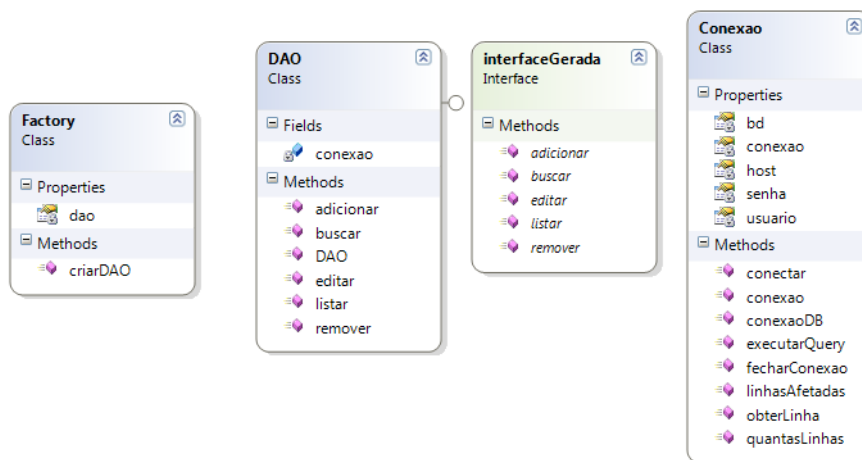 Factory
Class
Properties
dao
Methods
criarDAO
DAO
Class
Fields
conexao
Methods
adicionar
buscar
DAO
editar
listar
remover
interfaceGerada
Interface
Methods
adicionar
buscar
editar
listar
remover
Conexao
Class
Properties
bd
conexao
host
senha
usuario
Methods
conectar
conexao
conexaoDB
executarQuery
fecharConexao
linhasAfetadas
obterLinha
quantasLinhas